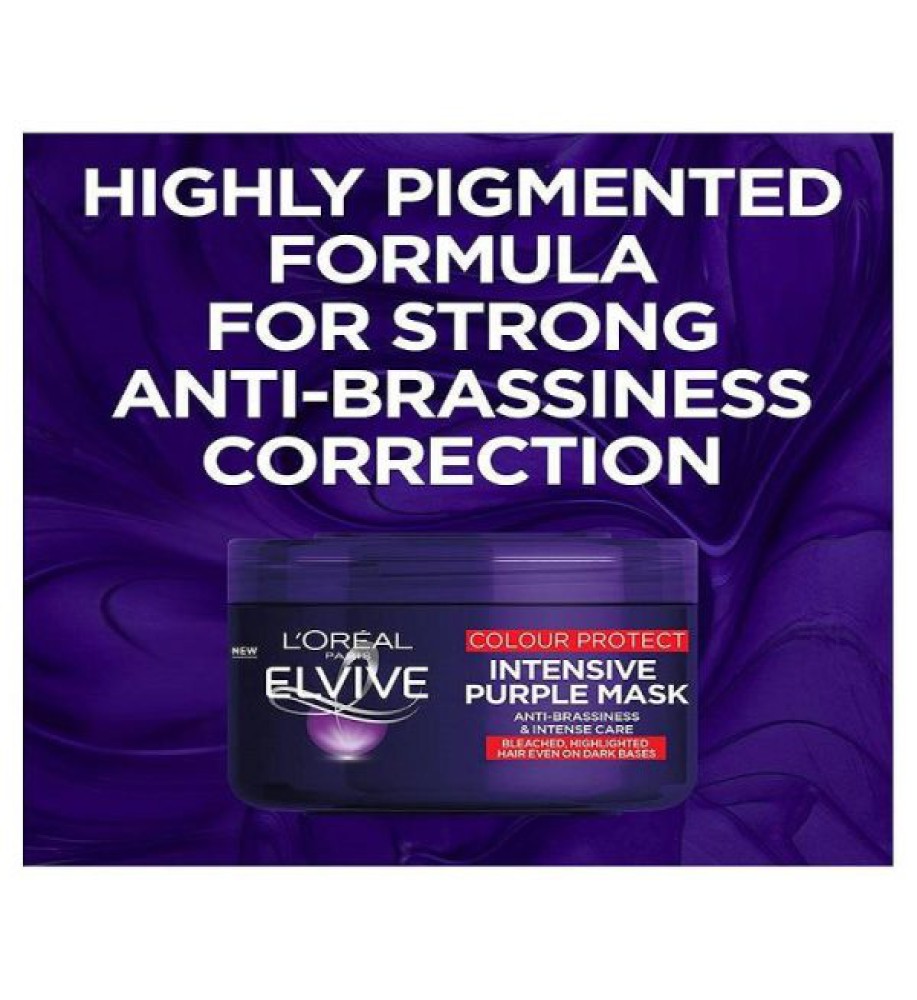 HIGHLY PIGMENTED
FORMULA
FOR STRONG
ANTI-BRASSINESS
CORRECTION
NEW
L'ORÉAL
PARIS
ELVIVE
COLOUR PROTECT
INTENSIVE
PURPLE MASK
ANTI-BRASSINESS
& INTENSE CARE
BLEACHED, HIGHLIGHTED
HAIR EVEN ON DARK BASES